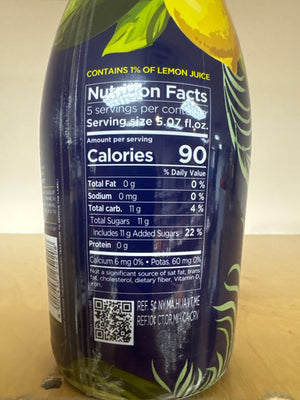 CONTAINS 1% OF LEMON JUICE
Nutrition Facts
5 servings per
Serving size 5.07 fl.oz.
Amount per serving
Calories 90
% Daily Value
Total Fat 0 g 0 %
Sodium 0 mg 0 %
Total carb. 11 g 4 %
Total Sugars 11 g
Includes 11 g Added Sugars 22 %
Protein 0 g
Calcium 6 mg 0% • Potas. 60 mg 0%
Not a significant source of sat fat, trans
fat, cholesterol, dietary fiber, Vitamin D,
iron.
REF
REF